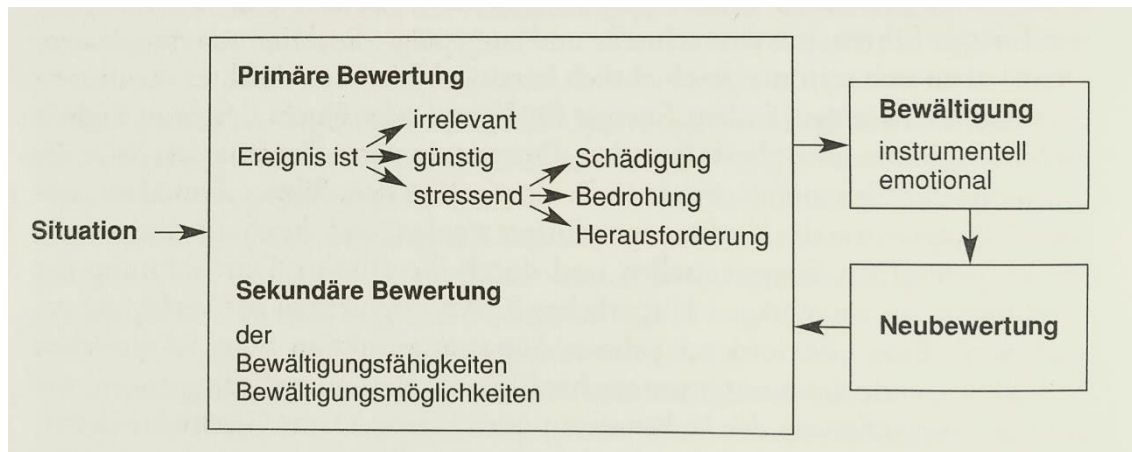 Situation
Primäre Bewertung
irrelevant
Ereignis ist
günstig
stressend
Schädigung
Bedrohung
Herausforderung
Sekundäre Bewertung
der
Bewältigungsfähigkeiten
Bewältigungsmöglichkeiten
Bewältigung
instrumentell
emotional
Neubewertung